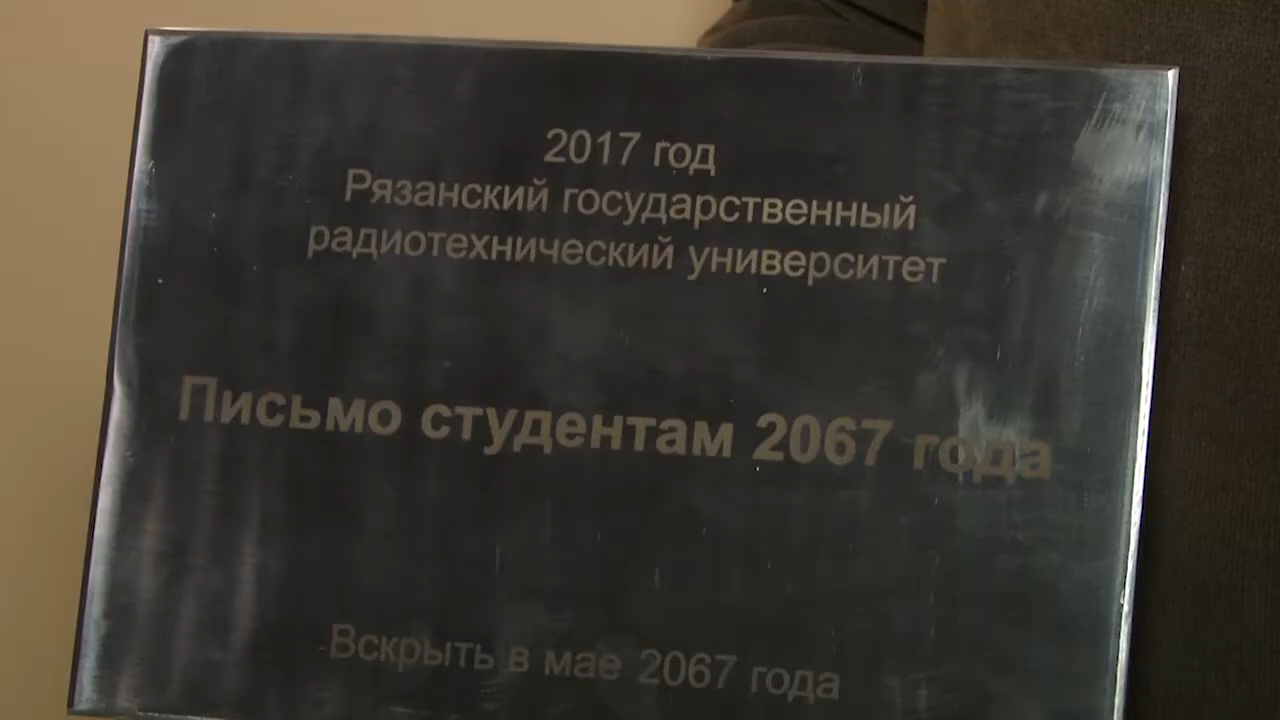 2017 год
Рязанский государственный
радиотехнический университет
Письмо студентам 2067 года
Вскрыть в мае 2067 года